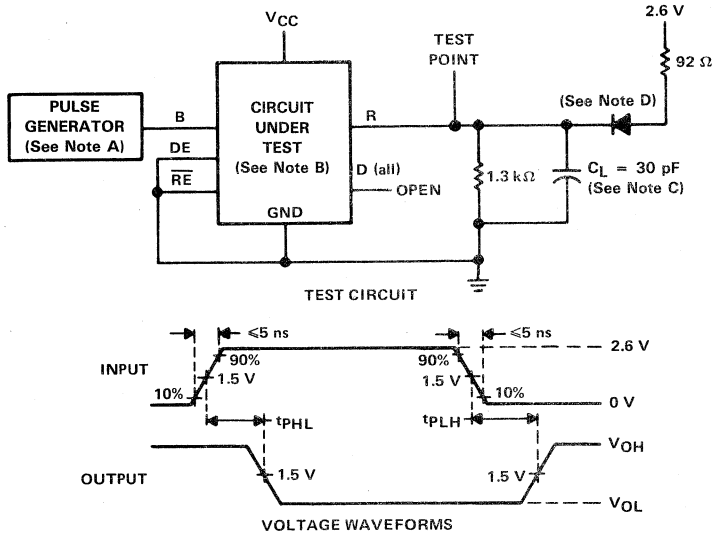 2.6 V
92 Ω
VCC
TEST
POINT
PULSE
GENERATOR
(See Note A)
B
DE
RE
CIRCUIT
UNDER
TEST
(See Note B)
GND
R
D (all)
OPEN
(See Note D)
1.3 kΩ
CL = 30 pF
(See Note C)
TEST CIRCUIT
≤5 ns
≤5 ns
INPUT
90%
1.5 V
10%
90%
1.5 V
10%
2.6 V
0 V
tPHL
tPLH
OUTPUT
1.5 V
1.5 V
VOH
VOL
VOLTAGE WAVEFORMS